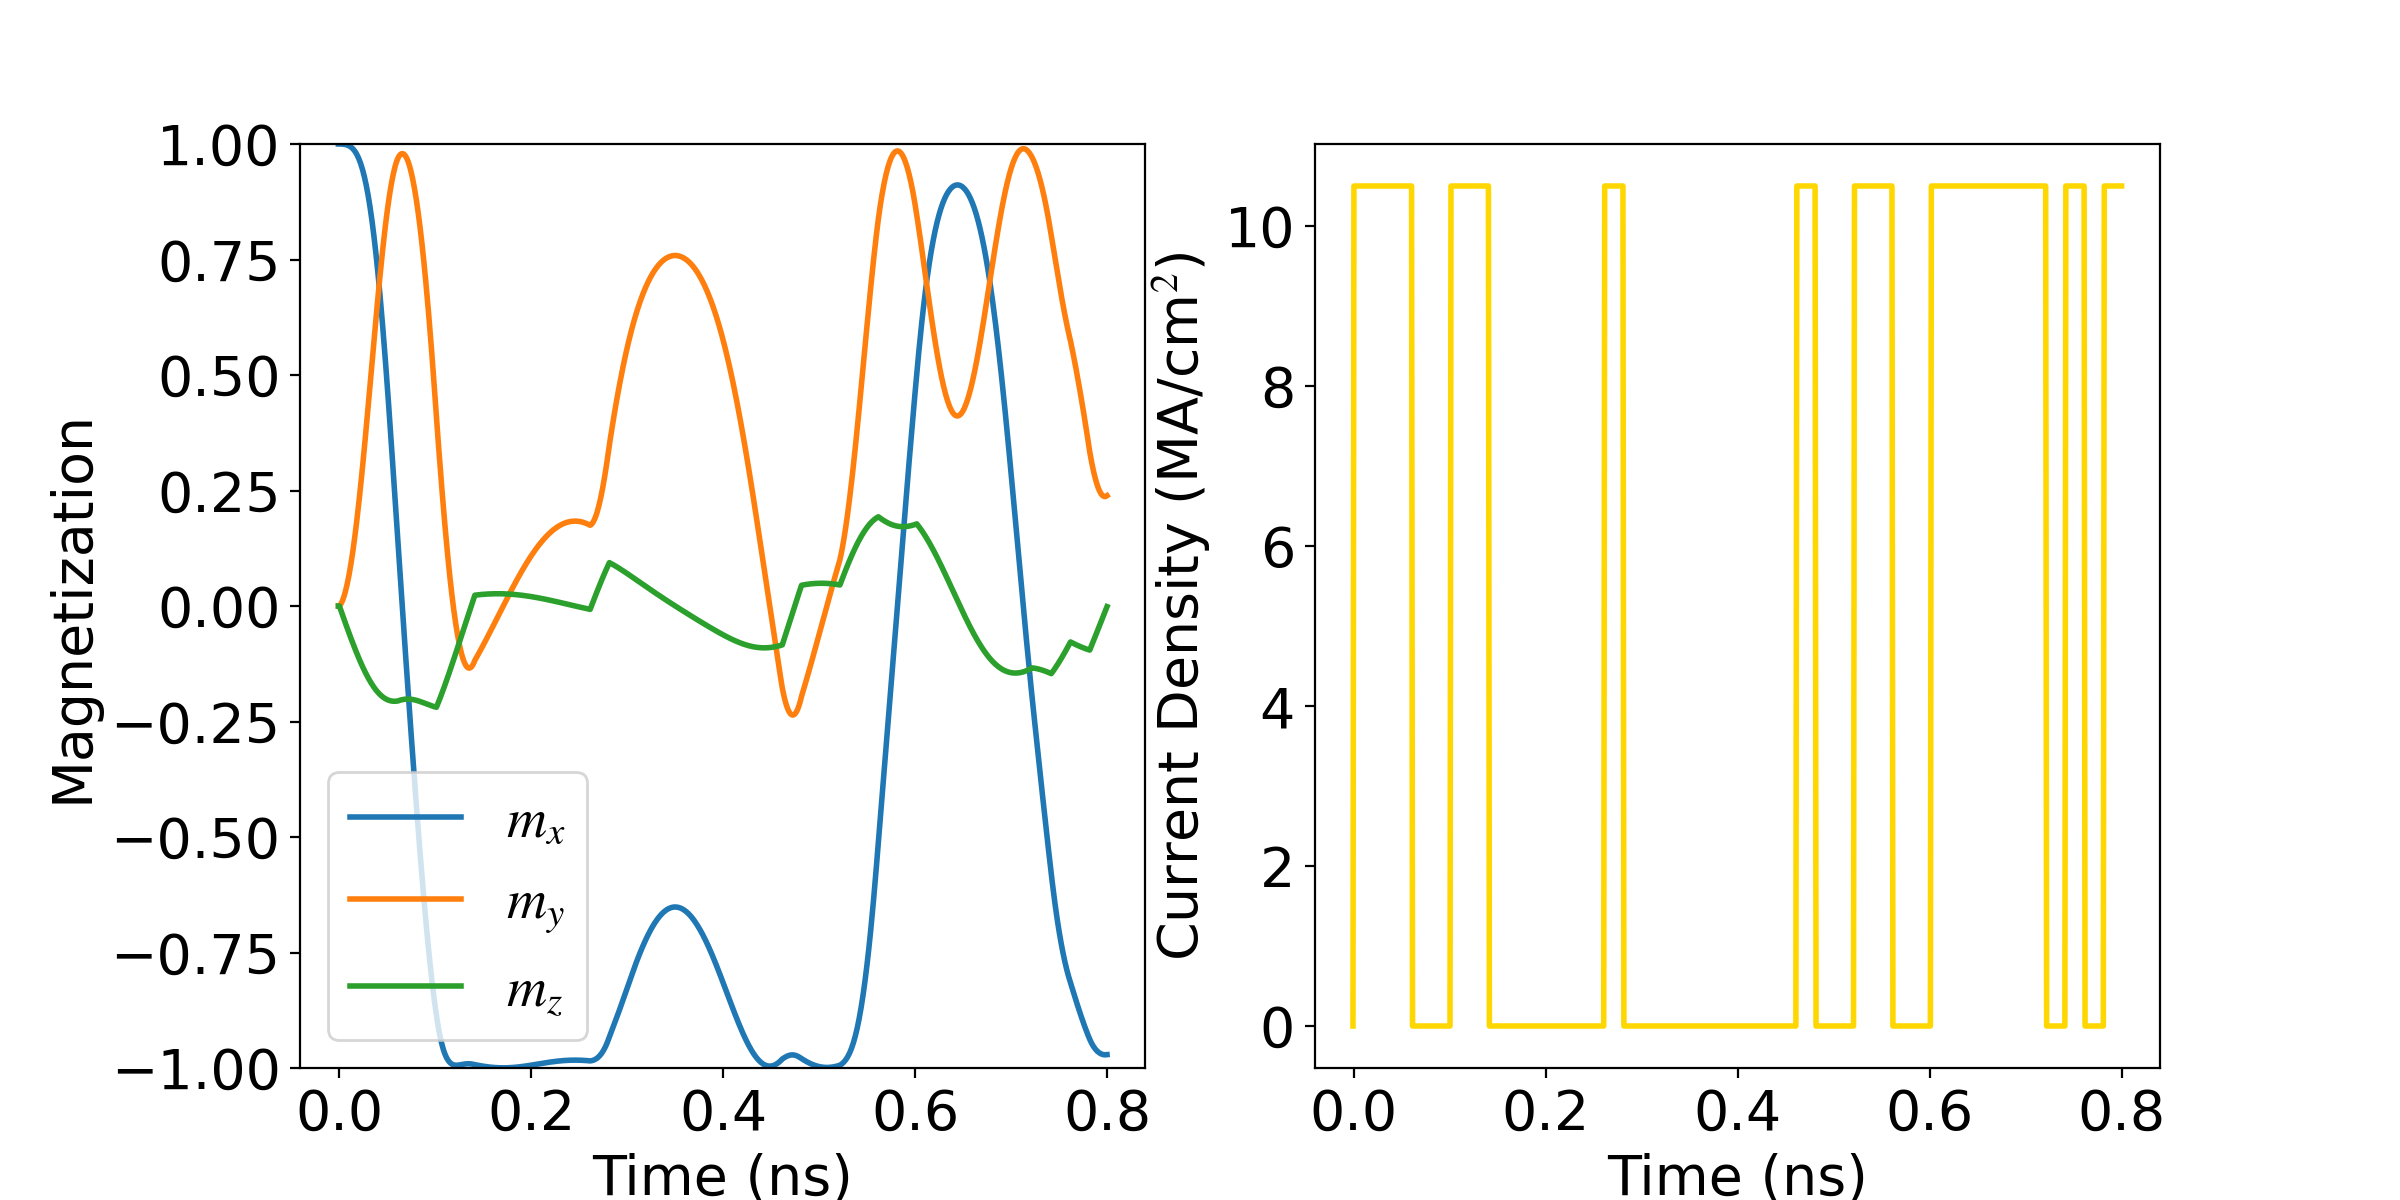 Magnetization
1.00
0.75
0.50
0.25
0.00
−0.25
−0.50
−0.75
−1.00
m_x
m_y
m_z
0.0 0.2 0.4 0.6 0.8
Time (ns)
Current Density (MA/cm²)
10
8
6
4
2
0
0.0 0.2 0.4 0.6 0.8
Time (ns)